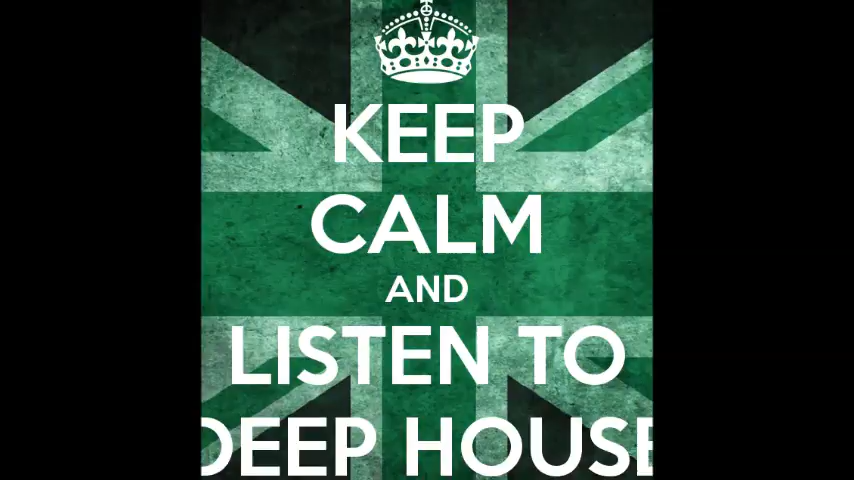 KEEP
CALM
AND
LISTEN TO
DEEP HOUSE